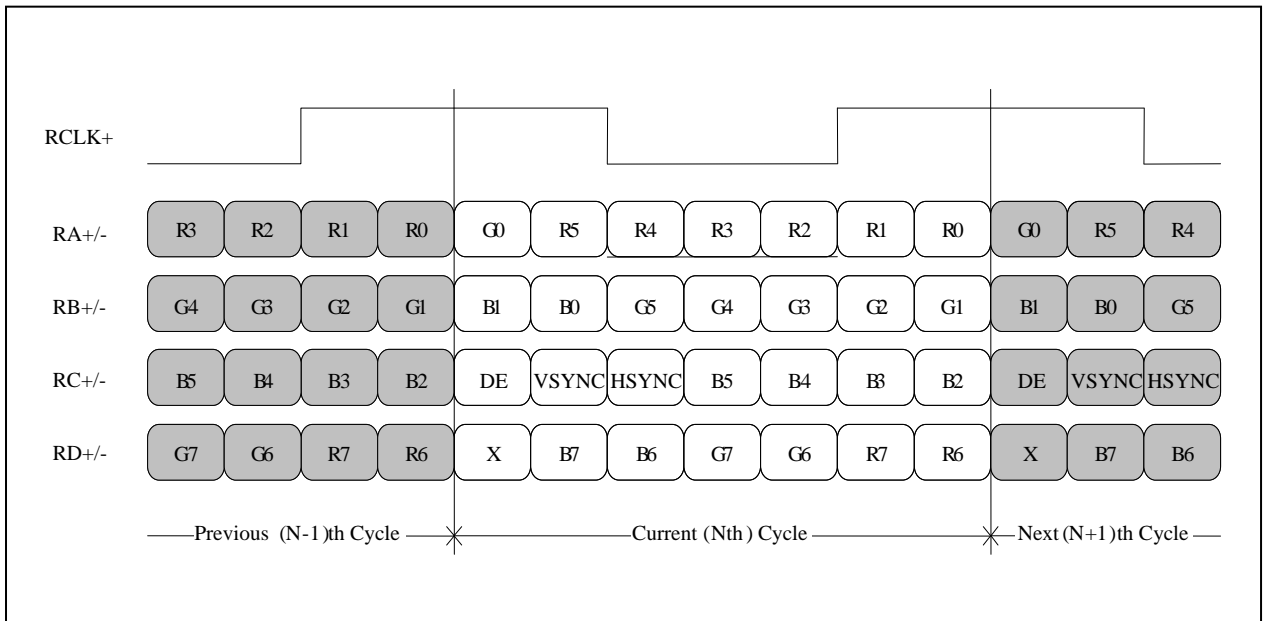 RCLK+
RA+/- R3 R2 R1 R0 G0 R5 R4 R3 R2 R1 R0 G0 R5 R4
RB+/- G4 G3 G2 G1 B1 B0 G5 G4 G3 G2 G1 B1 B0 G5
RC+/- B5 B4 B3 B2 DE VSYNC HSYNC B5 B4 B3 B2 DE VSYNC HSYNC
RD+/- G7 G6 R7 R6 X B7 B6 G7 G6 R7 R6 X B7 B6
Previous (N-1)th Cycle Current (Nth) Cycle Next (N+1)th Cycle